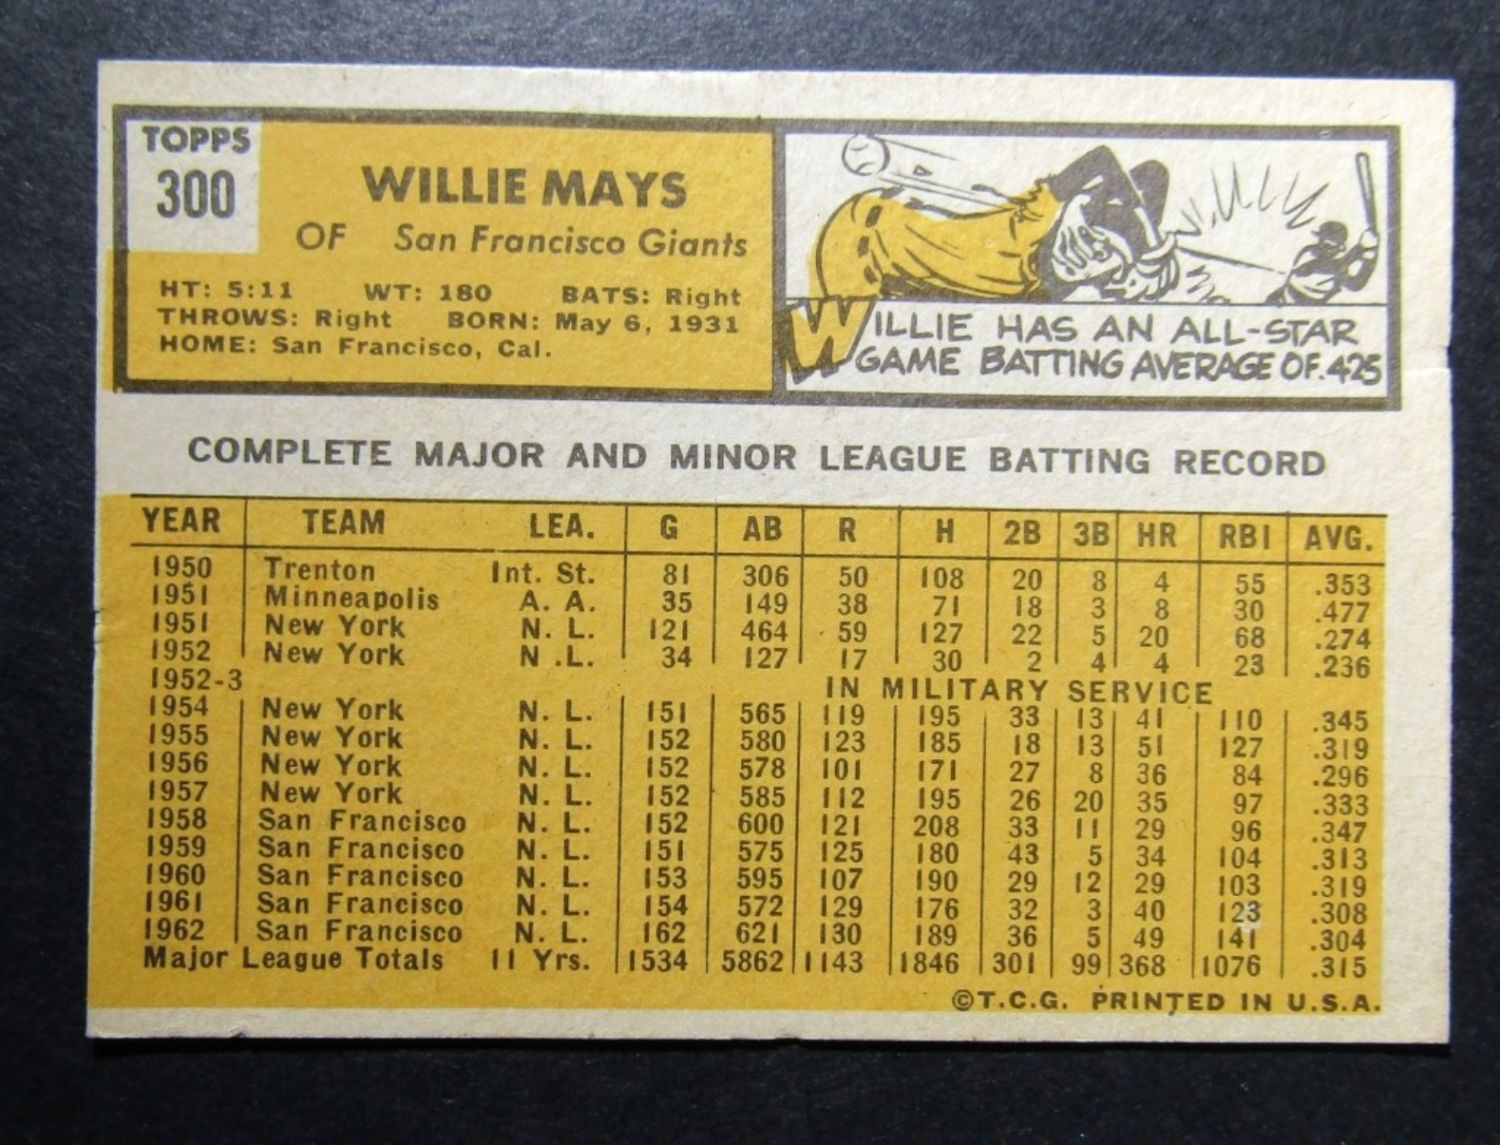 TOPPS
300
WILLIE MAYS
OF San Francisco Giants
HT: 5:11 WT: 180 BATS: Right
THROWS: Right BORN: May 6, 1931
HOME: San Francisco, Cal.
WILLIE HAS AN ALL-STAR
GAME BATTING AVERAGE OF .425
COMPLETE MAJOR AND MINOR LEAGUE BATTING RECORD
YEAR TEAM LEA. G AB R H 2B 3B HR RBI AVG.
1950 Trenton Int. St. 81 306 50 108 20 8 4 55 .353
1951 Minneapolis A. A. 35 149 38 71 18 3 8 30 .477
1951 New York N. L. 121 464 59 127 22 5 20 68 .274
1952 New York N .L. 34 127 17 30 2 4 4 23 .236
1952-3 IN MILITARY SERVICE
1954 New York N. L. 151 565 119 195 33 13 41 110 .345
1955 New York N. L. 152 580 123 185 18 13 51 127 .319
1956 New York N. L. 152 578 101 171 27 8 36 84 .296
1957 New York N. L. 152 585 112 195 26 20 35 97 .333
1958 San Francisco N. L. 152 600 121 208 33 11 29 96 .347
1959 San Francisco N. L. 151 575 125 180 43 5 34 104 .313
1960 San Francisco N. L. 153 595 107 190 29 12 29 103 .319
1961 San Francisco N. L. 154 572 129 176 32 3 40 123 .308
1962 San Francisco N. L. 162 621 130 189 36 5 49 141 .304
Major League Totals 11 Yrs. 1534 5862 1143 1846 301 99 368 1076 .315
©T.C.G. PRINTED IN U.S.A.